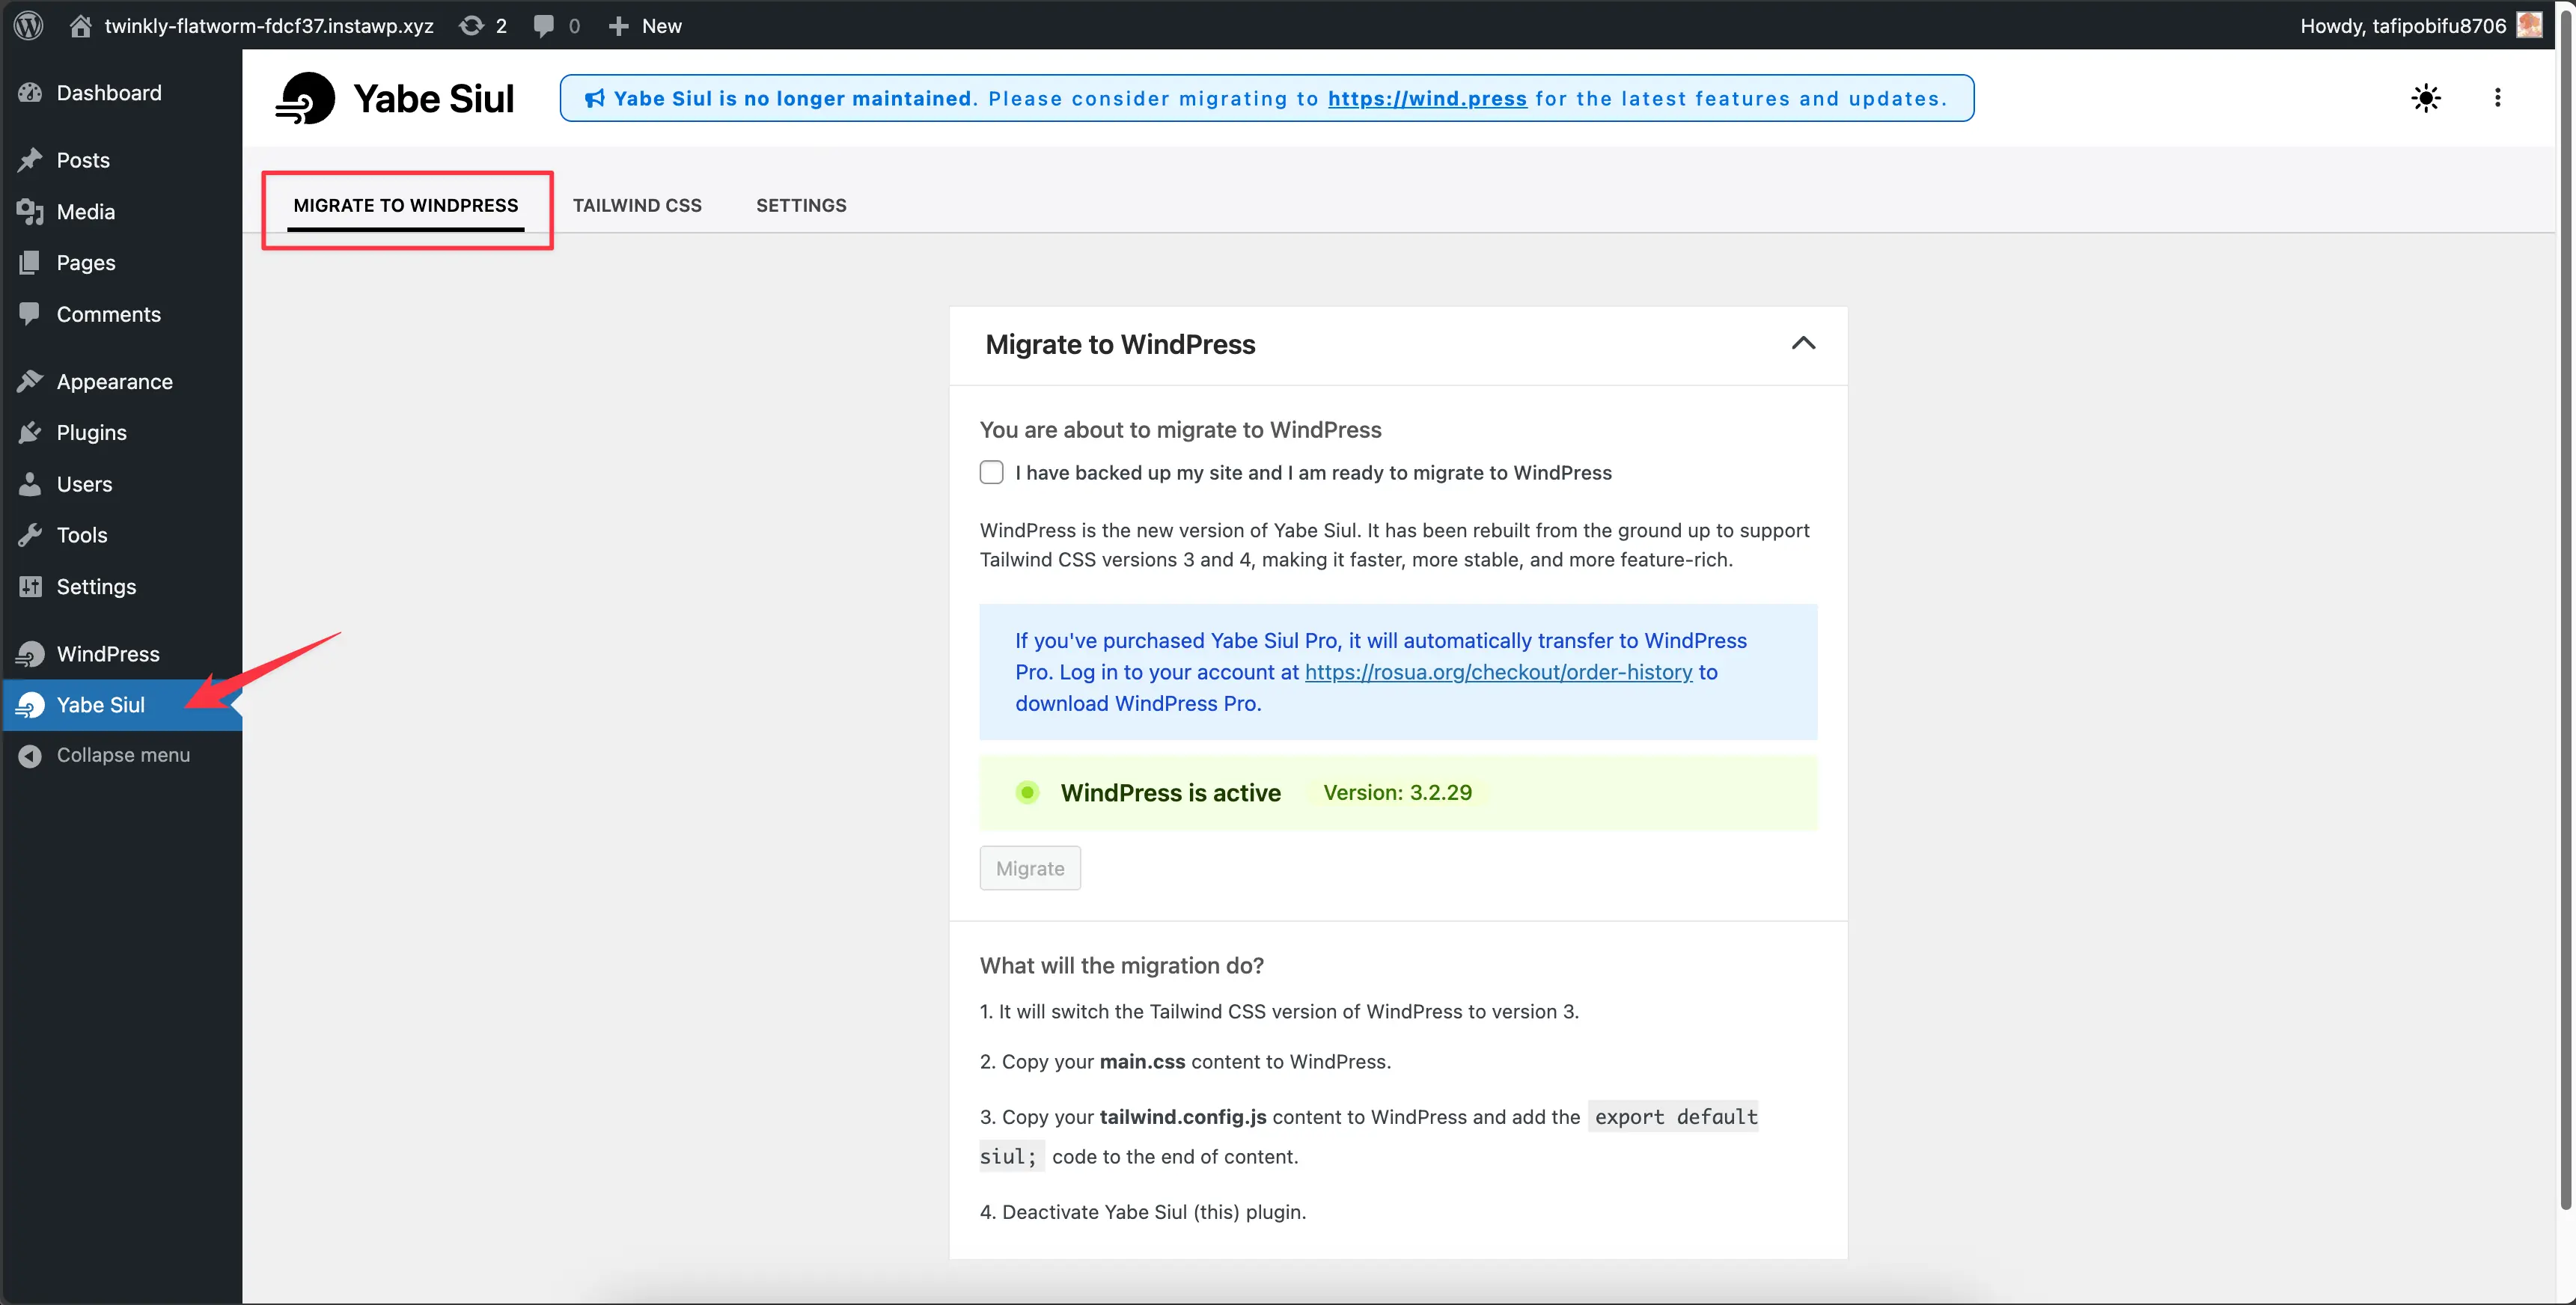 twinkly-flatworm-fdcf37.instawp.xyz 2 0 New Howdy, tafipobifu8706
Dashboard
Posts
Media
Pages
Comments
Appearance
Plugins
Users
Tools
Settings
WindPress
Yabe Siul
Collapse menu
Yabe Siul
Yabe Siul is no longer maintained. Please consider migrating to https://wind.press for the latest features and updates.
MIGRATE TO WINDPRESS TAILWIND CSS SETTINGS
Migrate to WindPress
You are about to migrate to WindPress
I have backed up my site and I am ready to migrate to WindPress
WindPress is the new version of Yabe Siul. It has been rebuilt from the ground up to support
Tailwind CSS versions 3 and 4, making it faster, more stable, and more feature-rich.
If you've purchased Yabe Siul Pro, it will automatically transfer to WindPress
Pro. Log in to your account at https://rosua.org/checkout/order-history to
download WindPress Pro.
WindPress is active Version: 3.2.29
Migrate
What will the migration do?
1. It will switch the Tailwind CSS version of WindPress to version 3.
2. Copy your main.css content to WindPress.
3. Copy your tailwind.config.js content to WindPress and add the export default
siul; code to the end of content.
4. Deactivate Yabe Siul (this) plugin.